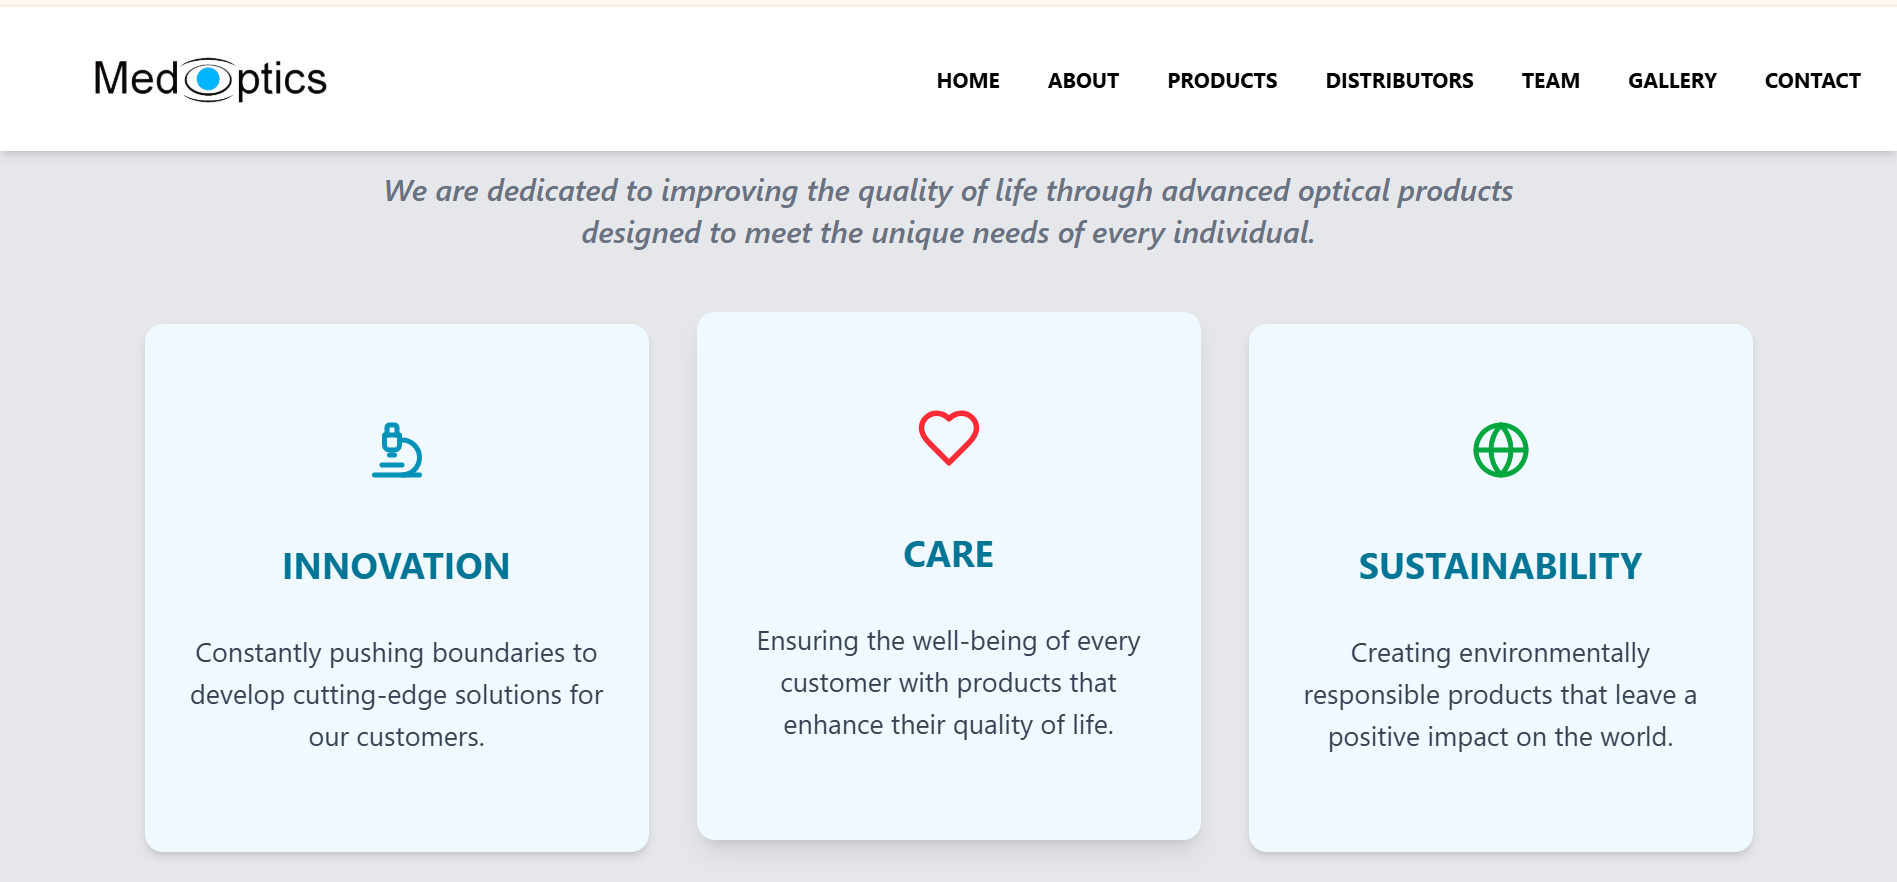 MedOptics
HOME ABOUT PRODUCTS DISTRIBUTORS TEAM GALLERY CONTACT
We are dedicated to improving the quality of life through advanced optical products
designed to meet the unique needs of every individual.
INNOVATION
Constantly pushing boundaries to
develop cutting-edge solutions for
our customers.
CARE
Ensuring the well-being of every
customer with products that
enhance their quality of life.
SUSTAINABILITY
Creating environmentally
responsible products that leave a
positive impact on the world.